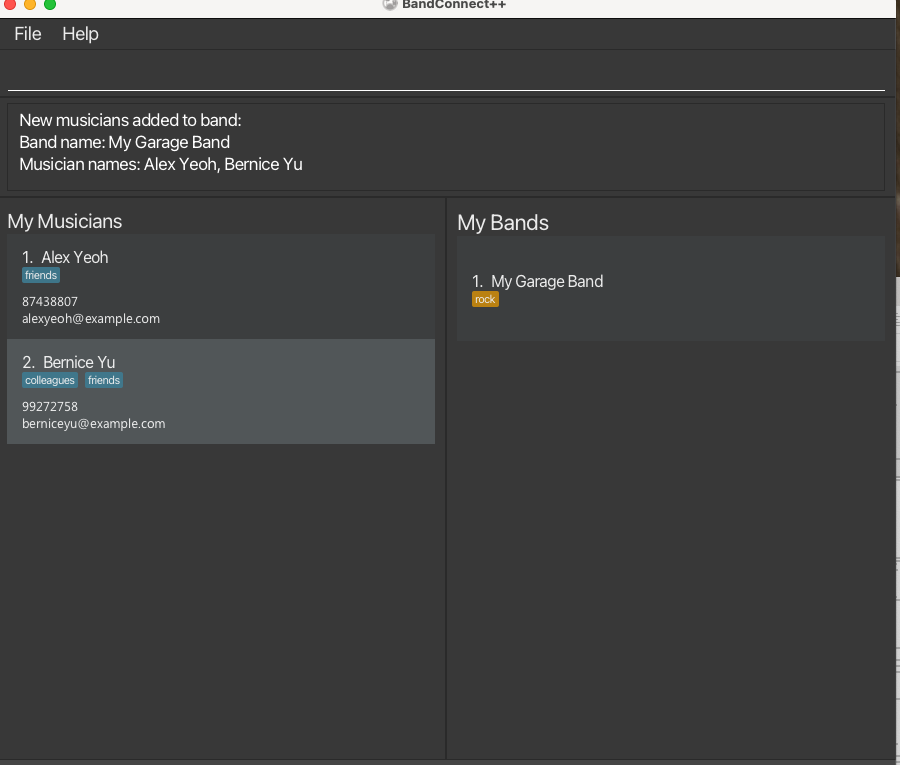 BandConnect++
File Help
New musicians added to band:
Band name: My Garage Band
Musician names: Alex Yeoh, Bernice Yu
My Musicians
1. Alex Yeoh
friends
87438807
alexyeoh@example.com
2. Bernice Yu
colleagues friends
99272758
berniceyu@example.com
My Bands
1. My Garage Band
rock